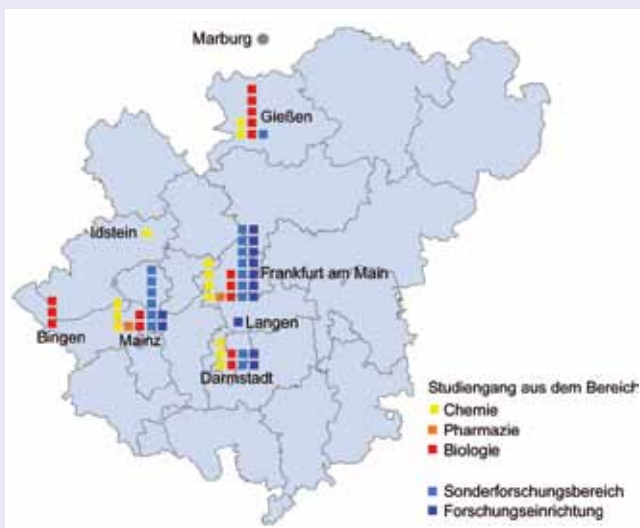 Marburg
Gießen
Idstein
Frankfurt am Main
Langen
Bingen
Mainz
Darmstadt
Studiengang aus dem Bereich
Chemie
Pharmazie
Biologie
Sonderforschungsbereich
Forschungseinrichtung